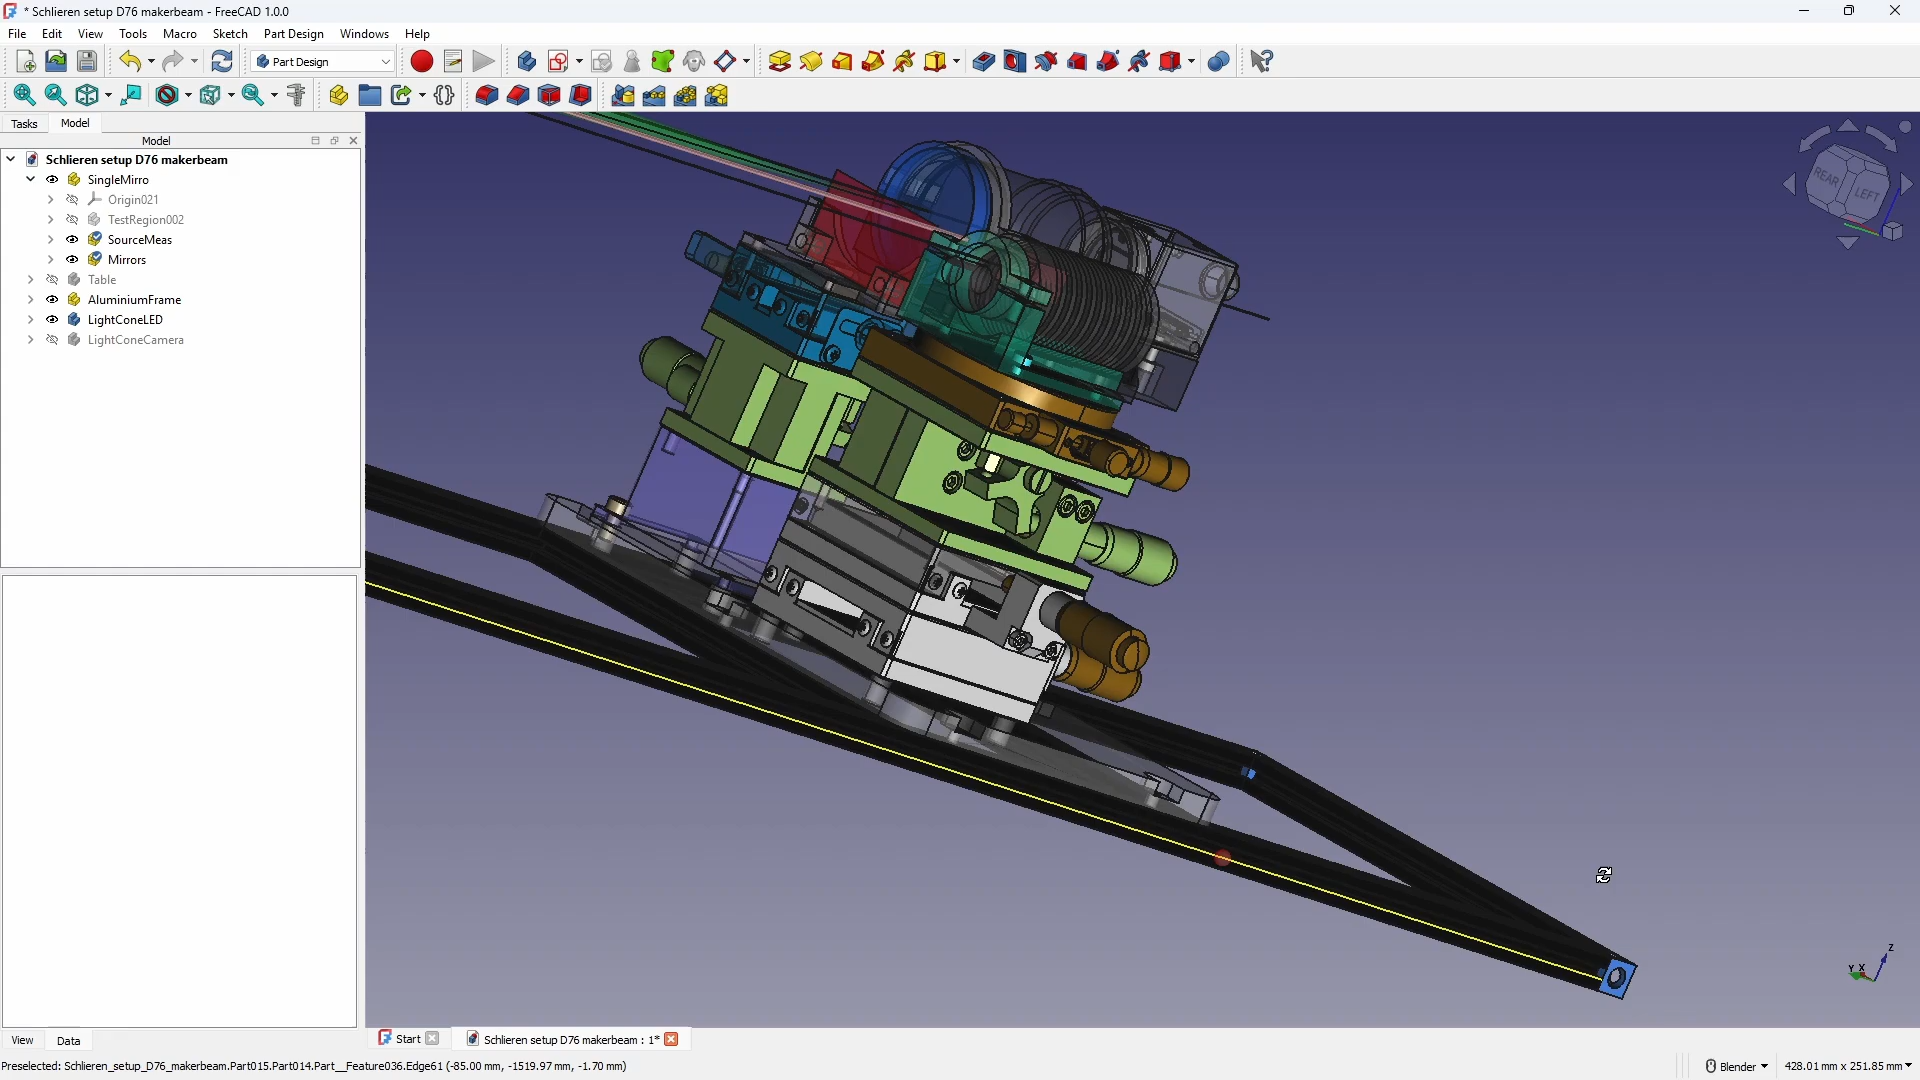 * Schlieren setup D76 makerbeam - FreeCAD 1.0.0
File Edit View Tools Macro Sketch Part Design Windows Help
Part Design
Tasks Model
Model
Schlieren setup D76 makerbeam
SingleMirro
Origin021
TestRegion002
SourceMeas
Mirrors
Table
AluminiumFrame
LightConeLED
LightConeCamera
REAR LEFT
Z
Y X
View Data
Start Schlieren setup D76 makerbeam : 1*
Preselected: Schlieren_setup_D76_makerbeam.Part015.Part014.Part__Feature036.Edge61 (-85.00 mm, -1519.97 mm, -1.70 mm)
Blender 428.01 mm x 251.85 mm